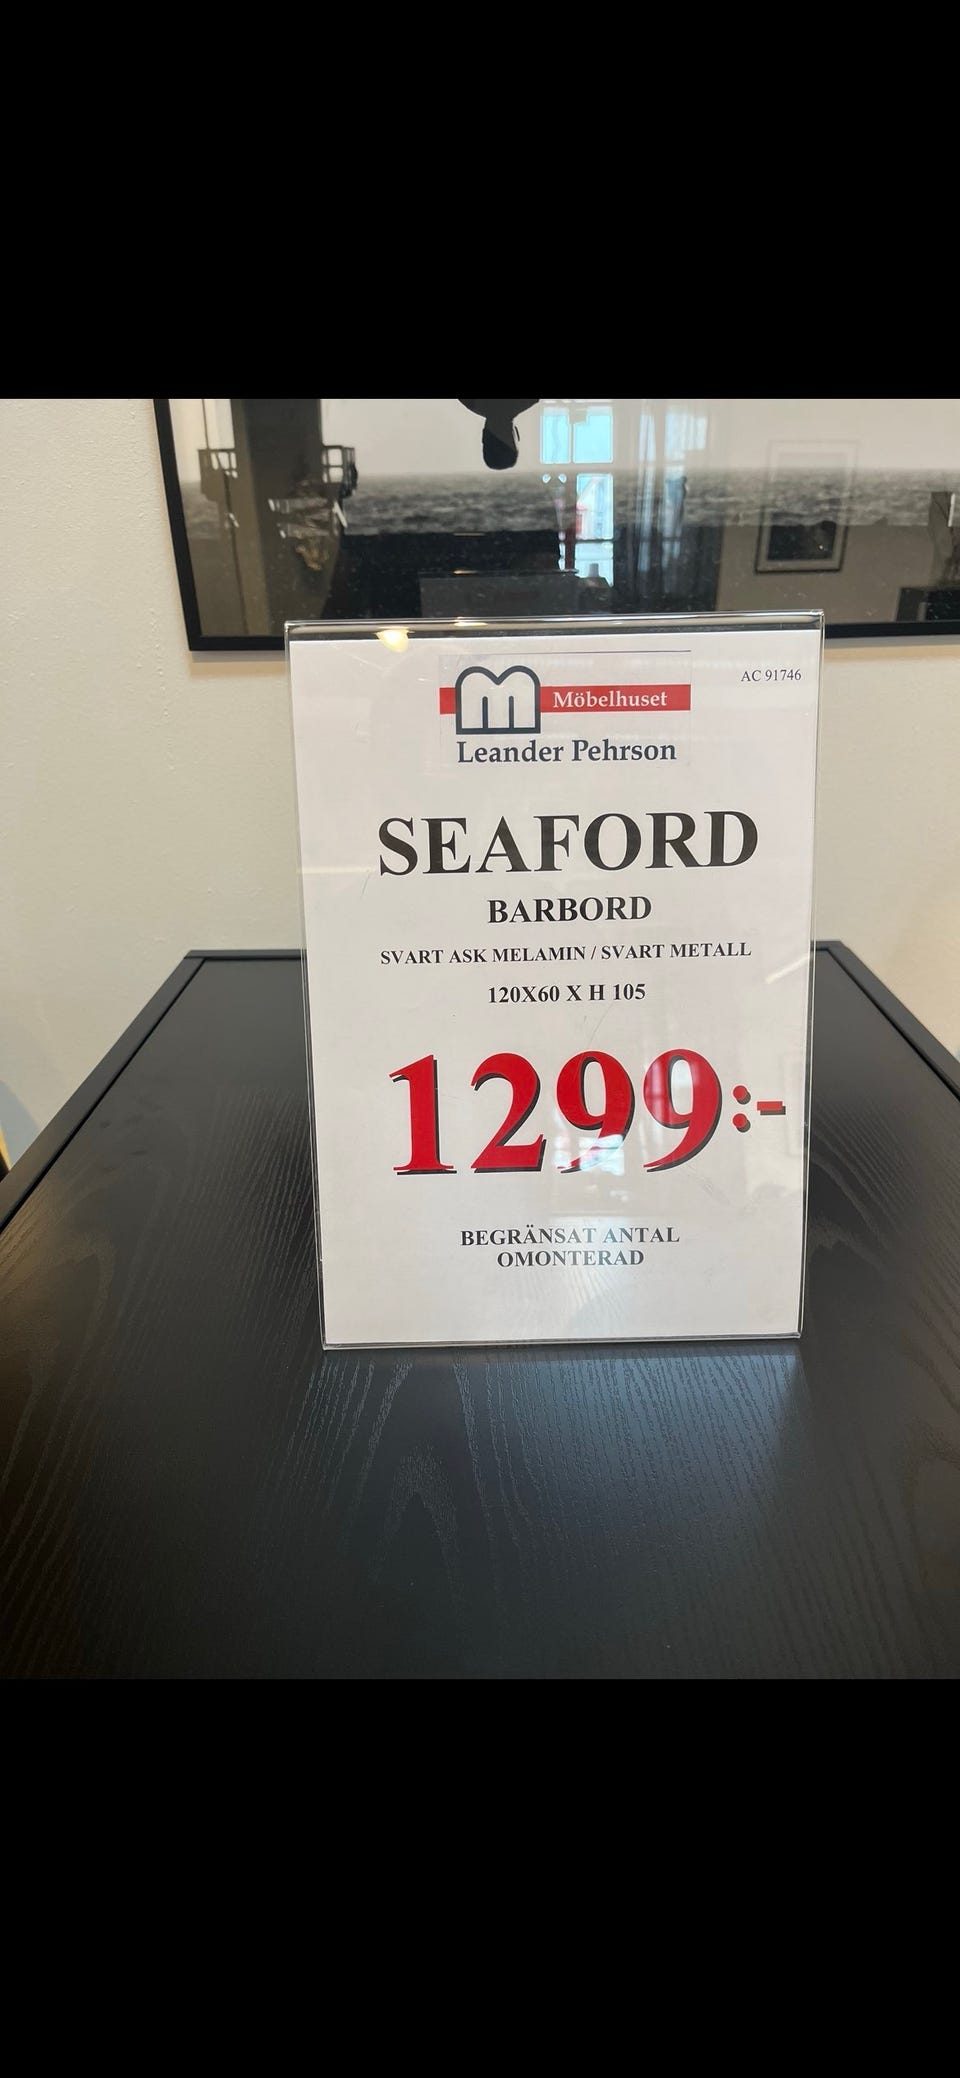 AC 91746
Möbelhuset
Leander Pehrson
SEAFORD
BARBORD
SVART ASK MELAMIN / SVART METALL
120X60 X H 105
1299:-
BEGRÄNSAT ANTAL
OMONTERAD